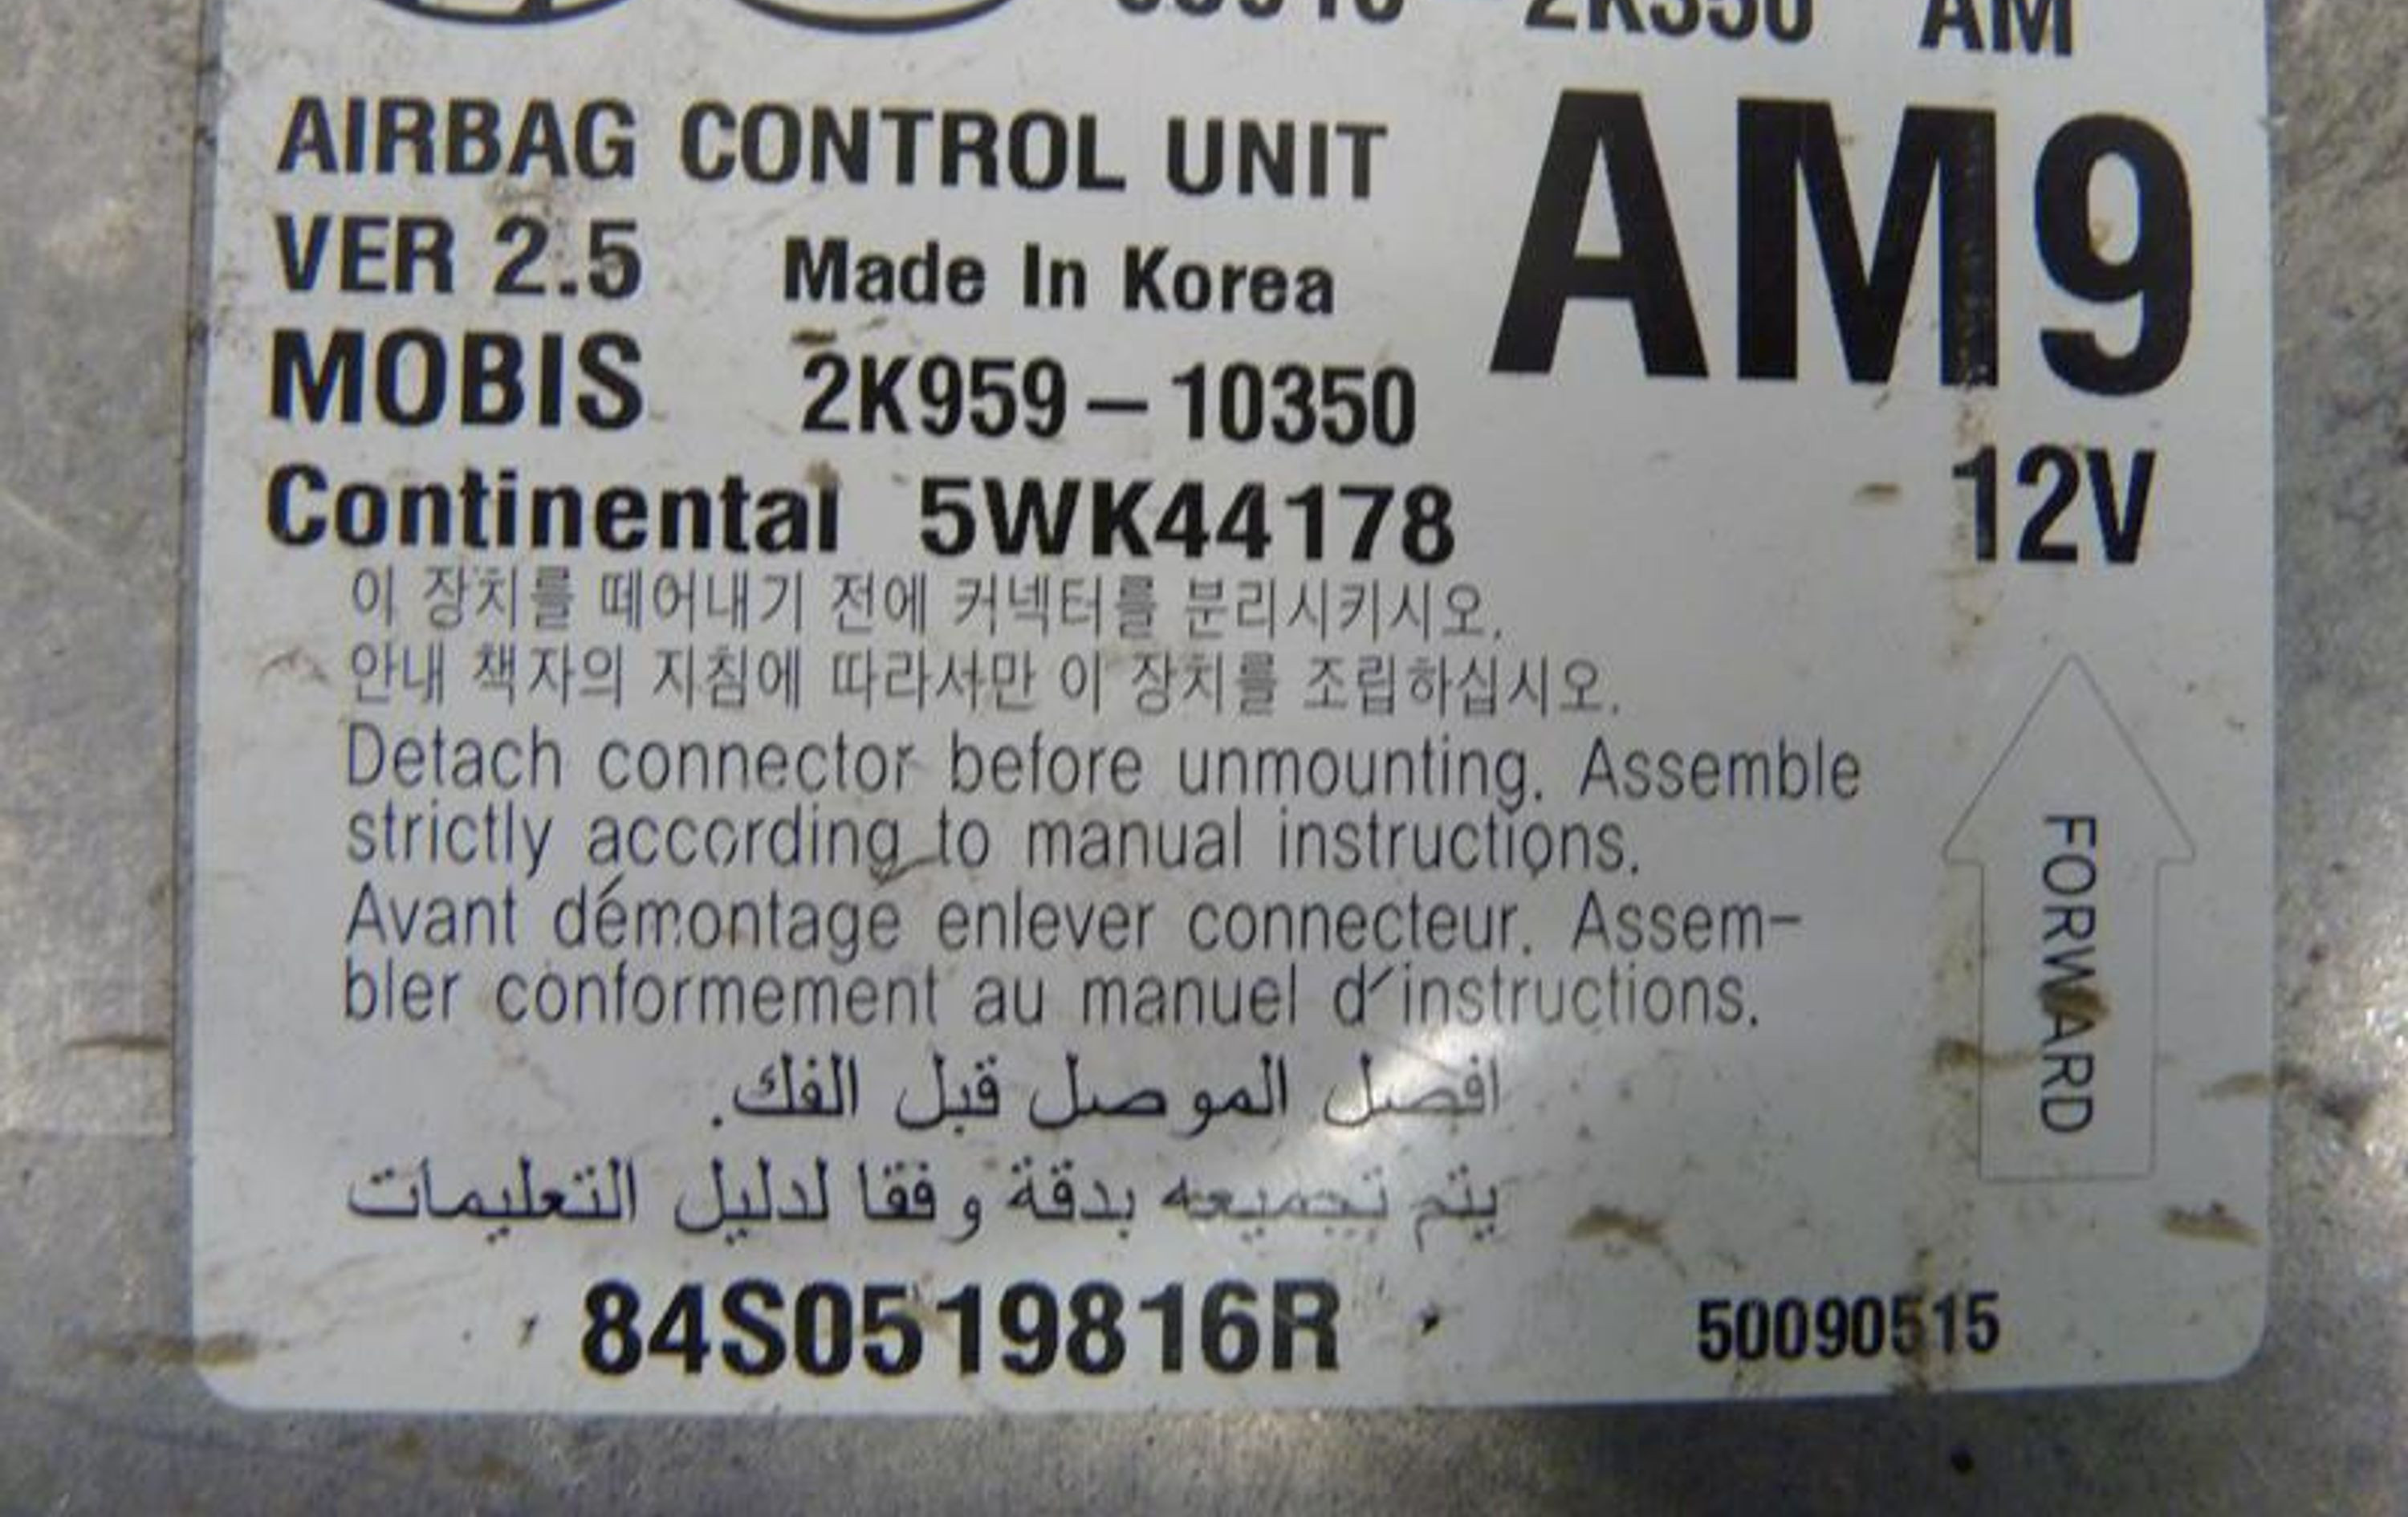 2K350 AM
AIRBAG CONTROL UNIT
AM9
VER 2.5 Made In Korea
MOBIS 2K959-10350
Continental 5WK44178
12V
이 장치를 떼어내기 전에 커넥터를 분리시키시오.
안내 책자의 지침에 따라서만 이 장치를 조립하십시오.
Detach connector before unmounting. Assemble
strictly according to manual instructions.
Avant démontage enlever connecteur. Assem-
bler conformement au manuel d'instructions.
افصل الموصل قبل الفك.
يتم تجميعه بدقة وفقا لدليل التعليمات
FORWARD
84S0519816R
50090515